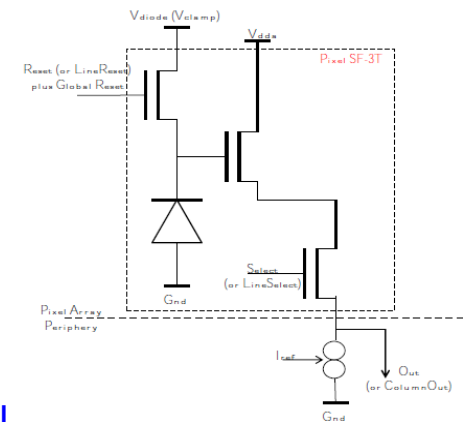 Vdiode (Vclamp)
Vdda
Pixel SF-3T
Reset (or LineReset)
plus Global Reset
Select
(or LineSelect)
Gnd
Pixel Array
Periphery
Iref
Out
(or ColumnOut)
Gnd